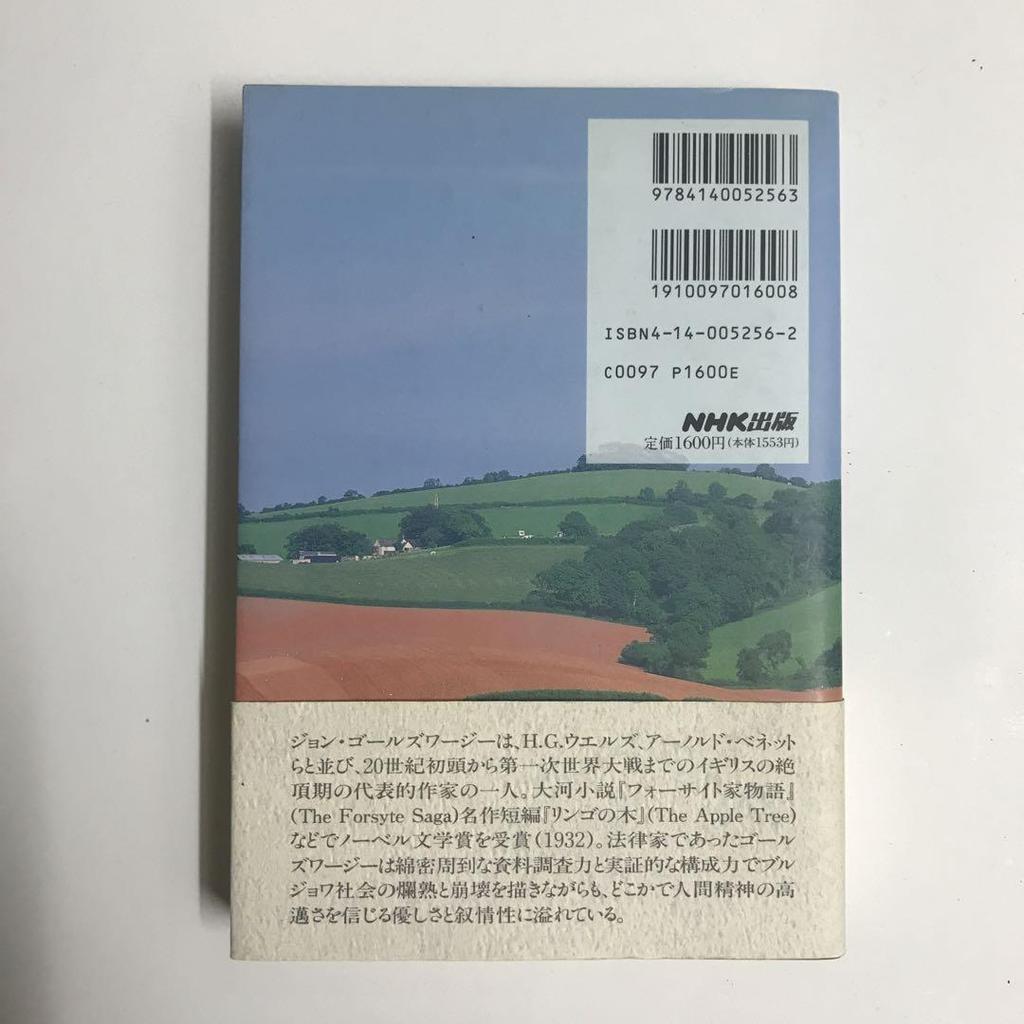 9784140052563
1910097016008
ISBN4-14-005256-2
C0097 P1600E
NHK出版
定価1600円(本体1553円)
ジョン・ゴールズワージーは、H.G.ウエルズ、アーノルド・ベネット
らと並び、20世紀初頭から第一次世界大戦までのイギリスの絶
頂期の代表的作家の一人。大河小説『フォーサイト家物語』
(The Forsyte Saga)名作短編『リンゴの木』(The Apple Tree)
などでノーベル文学賞を受賞(1932)。法律家であったゴール
ズワージーは綿密周到な資料調査力と実証的な構成力でブル
ジョワ社会の爛熟と崩壊を描きながらも、どこかで人間精神の高
邁さを信じる優しさと叙情性に溢れている。